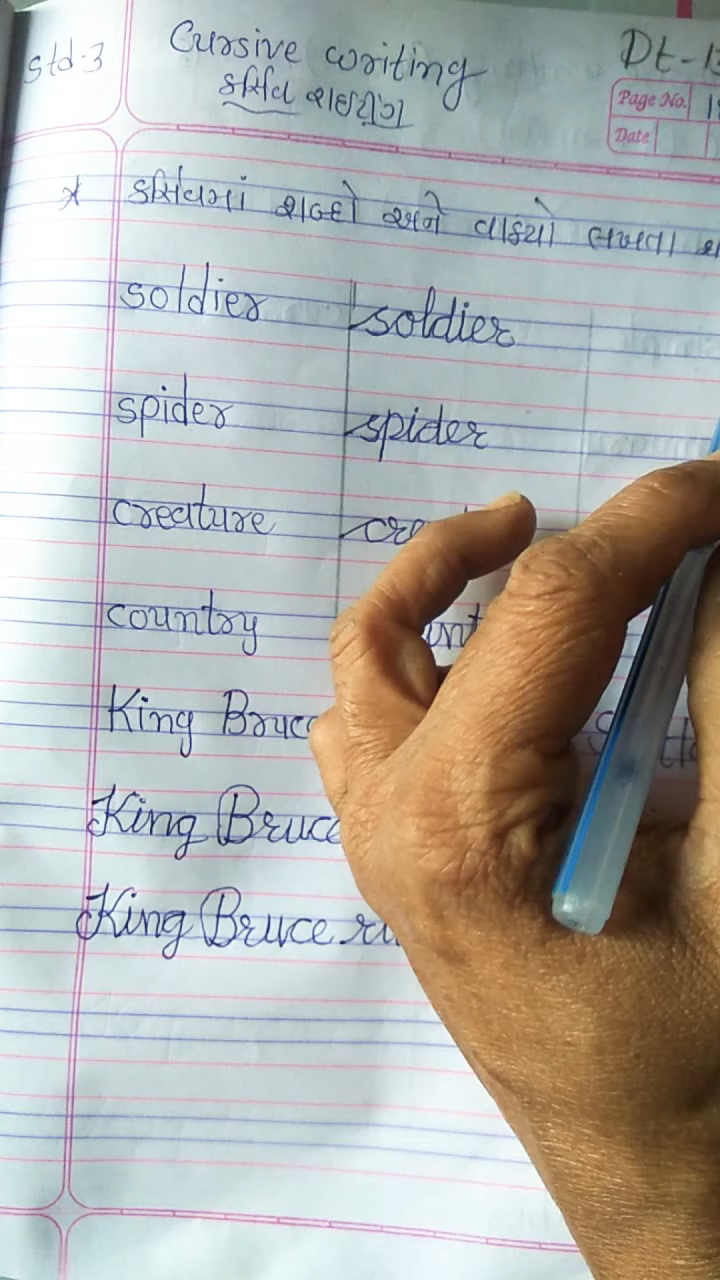 Std-3
Cursive writing
Dt-13
કર્સિવ રાઇટીંગ
Page No.
Date
* કર્સિવમાં શબ્દો અને વાક્યો લખતા
soldier soldier
spider spider
creature
country
King Bruce
King Bruce
King Bruce